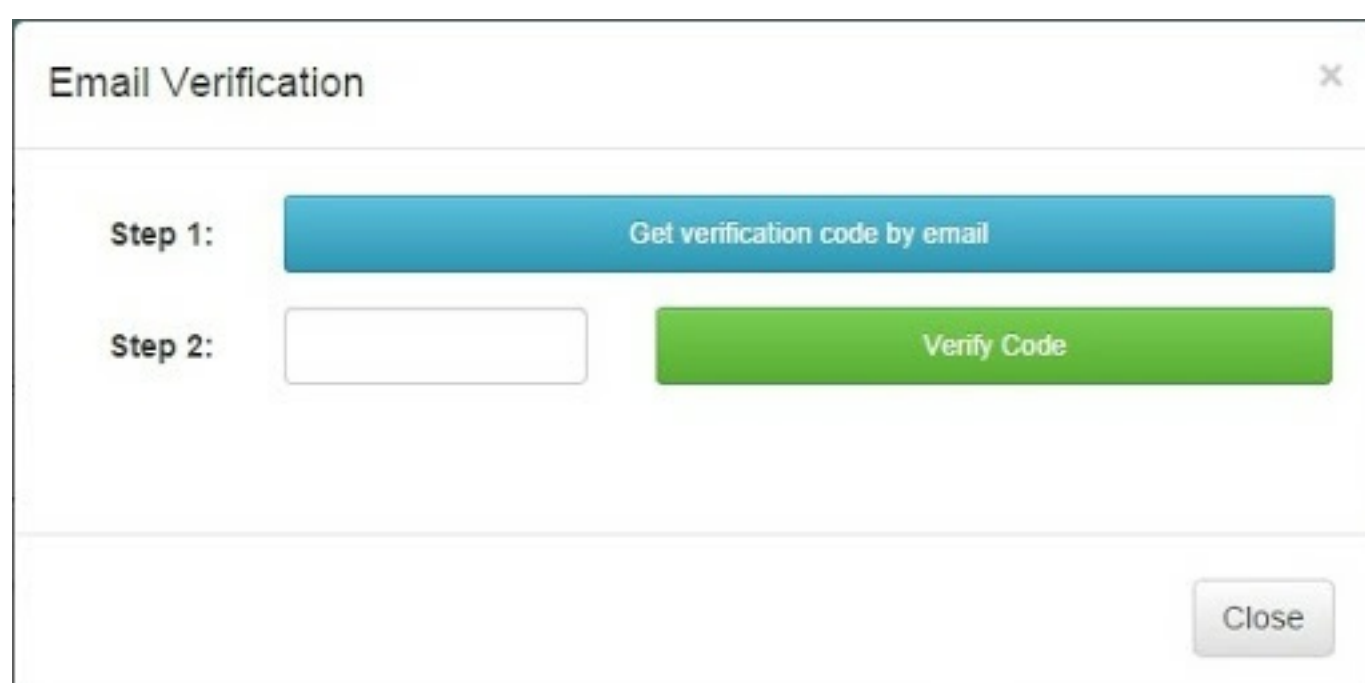 Email Verification ×
Step 1: Get verification code by email
Step 2: Verify Code
Close